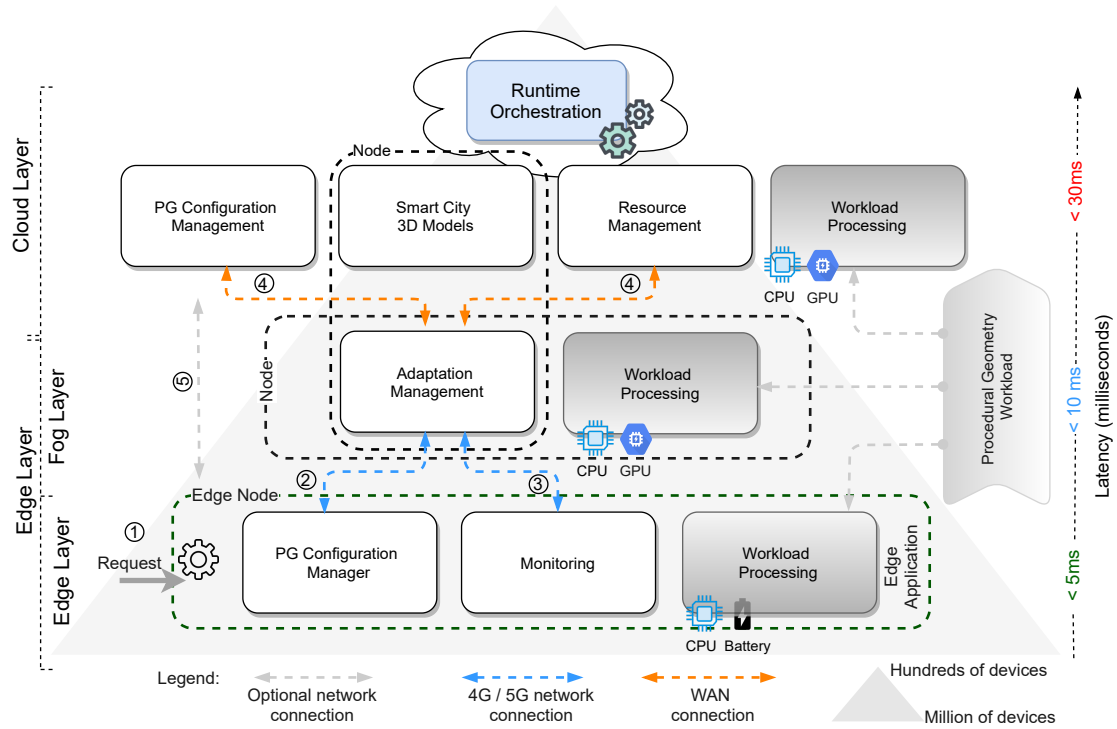 Runtime
Orchestration
Node
Cloud Layer
PG Configuration
Management
Smart City
3D Models
Resource
Management
Workload
Processing
CPU
GPU
< 30ms
④
④
Node
Adaptation
Management
Workload
Processing
CPU
GPU
⑤
Fog Layer
Edge Layer
Procedural Geometry
Workload
< 10 ms
Latency (milliseconds)
②
③
Edge Node
①
Request
Edge Layer
PG Configuration
Manager
Monitoring
Workload
Processing
CPU
Battery
Edge
Application
< 5ms
Legend:
Optional network
connection
4G / 5G network
connection
WAN
connection
Hundreds of devices
Million of devices